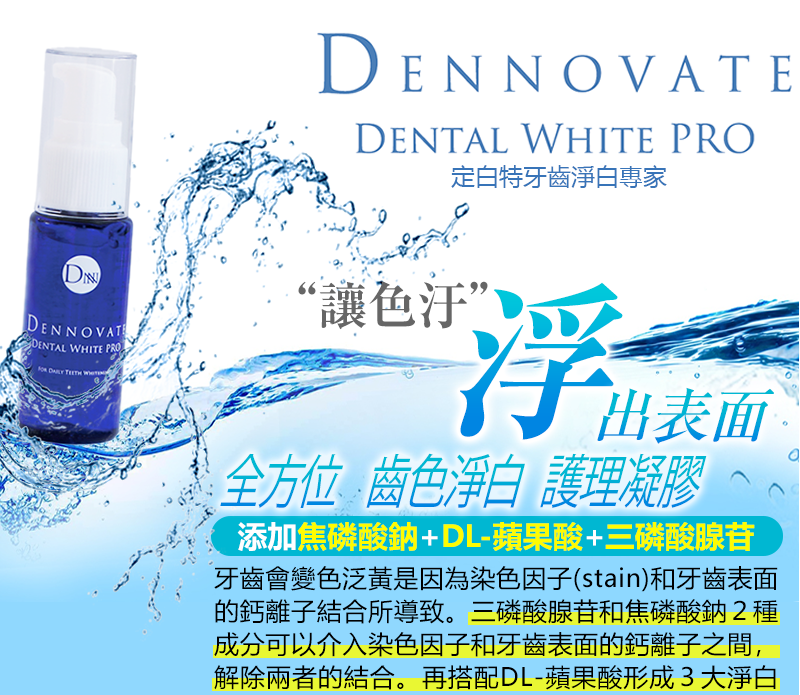 DENNOVATE
DENTAL WHITE PRO
定白特牙齒淨白專家
DNN
DENNOVATE
DENTAL WHITE PRO
FOR DAILY TEETH WHITENING
“讓色汙”
浮
出表面
全方位 齒色淨白 護理凝膠
添加焦磷酸鈉+DL-蘋果酸+三磷酸腺苷
牙齒會變色泛黃是因為染色因子(stain)和牙齒表面
的鈣離子結合所導致。三磷酸腺苷和焦磷酸鈉2種
成分可以介入染色因子和牙齒表面的鈣離子之間，
解除兩者的結合。再搭配DL-蘋果酸形成3大淨白